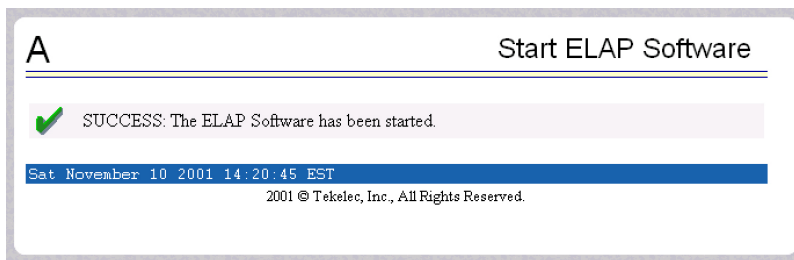 A
Start ELAP Software
SUCCESS: The ELAP Software has been started.
Sat November 10 2001 14:20:45 EST
2001 © Tekelec, Inc., All Rights Reserved.